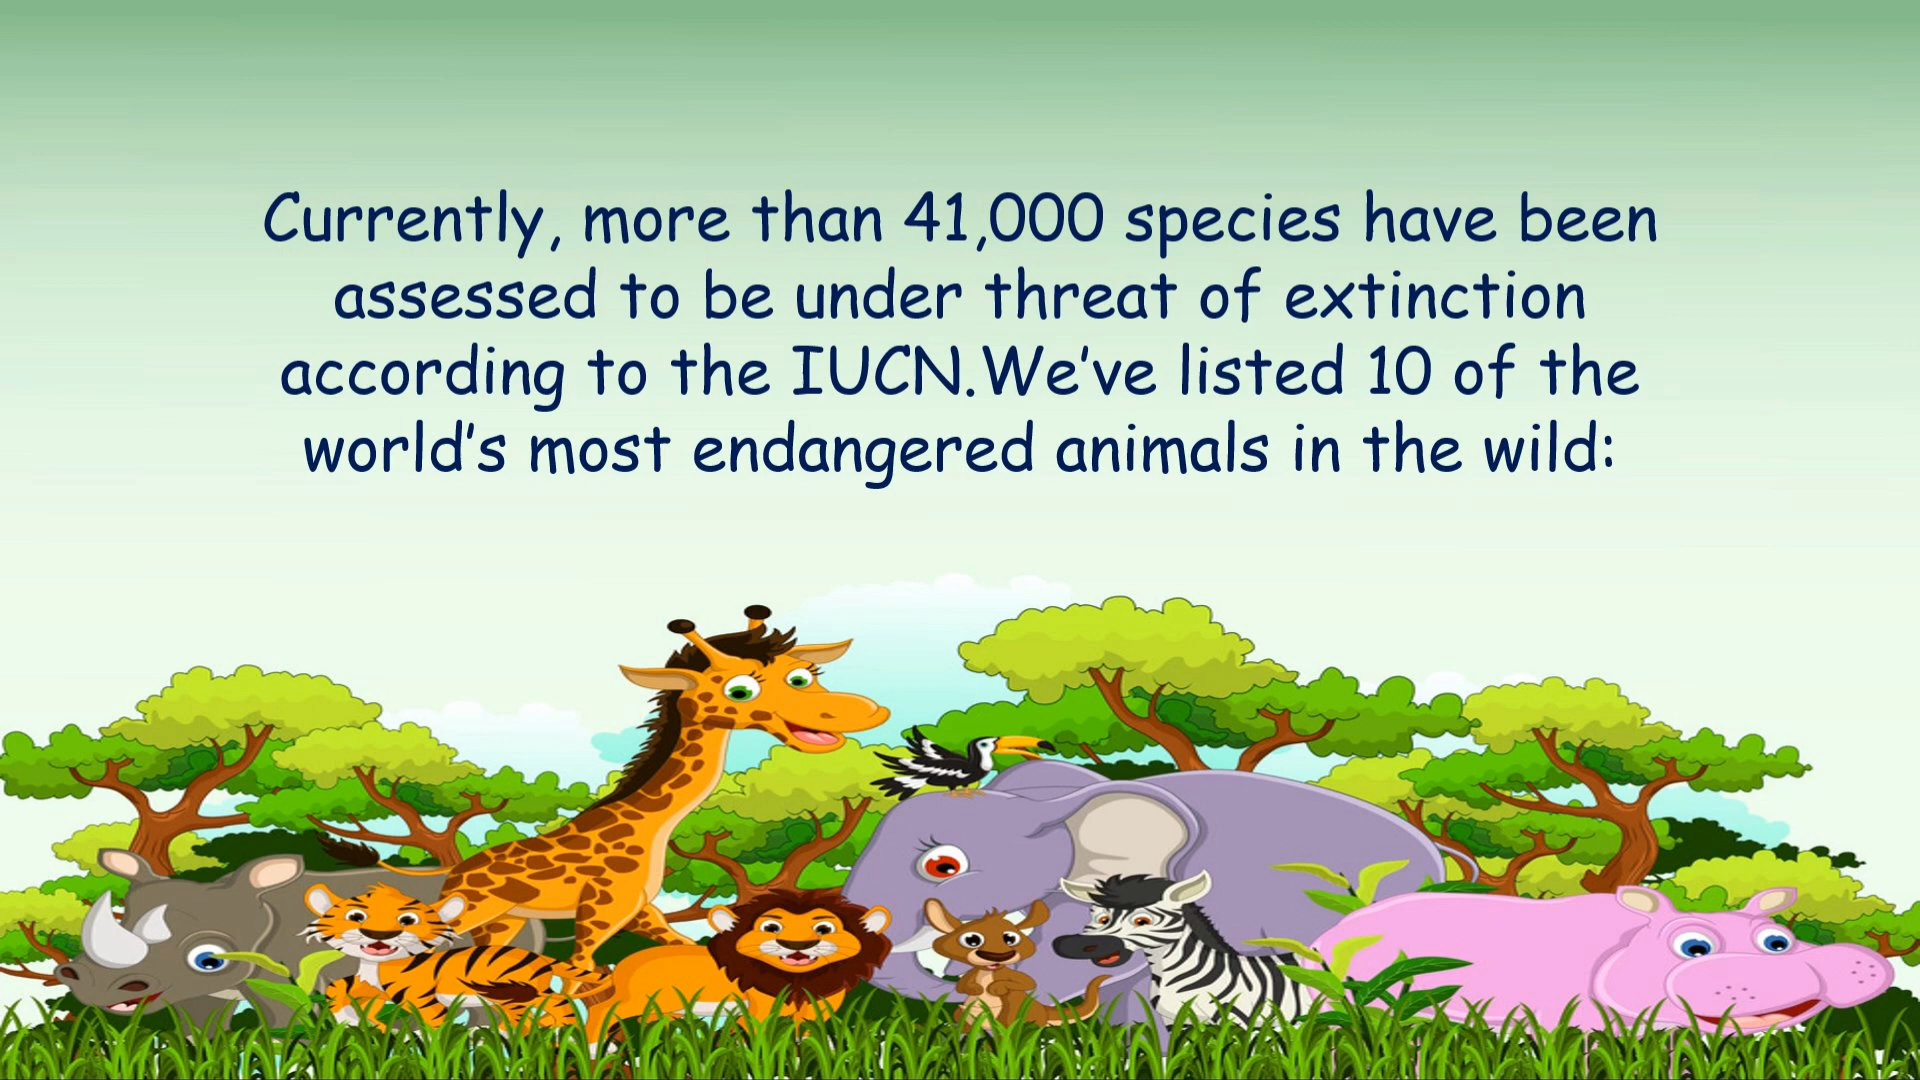 Currently, more than 41,000 species have been
assessed to be under threat of extinction
according to the IUCN.We’ve listed 10 of the
world’s most endangered animals in the wild: